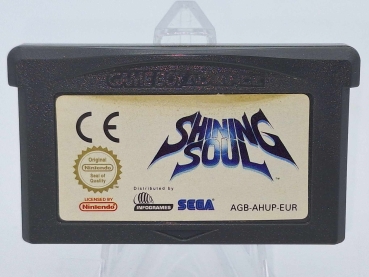 GAME BOY ADVANCE
CE
SHINING
SOUL
TM
Original
Nintendo
Seal of Quality
LICENSED BY
Nintendo
Distributed by
INFOGRAMES
SEGA
AGB-AHUP-EUR